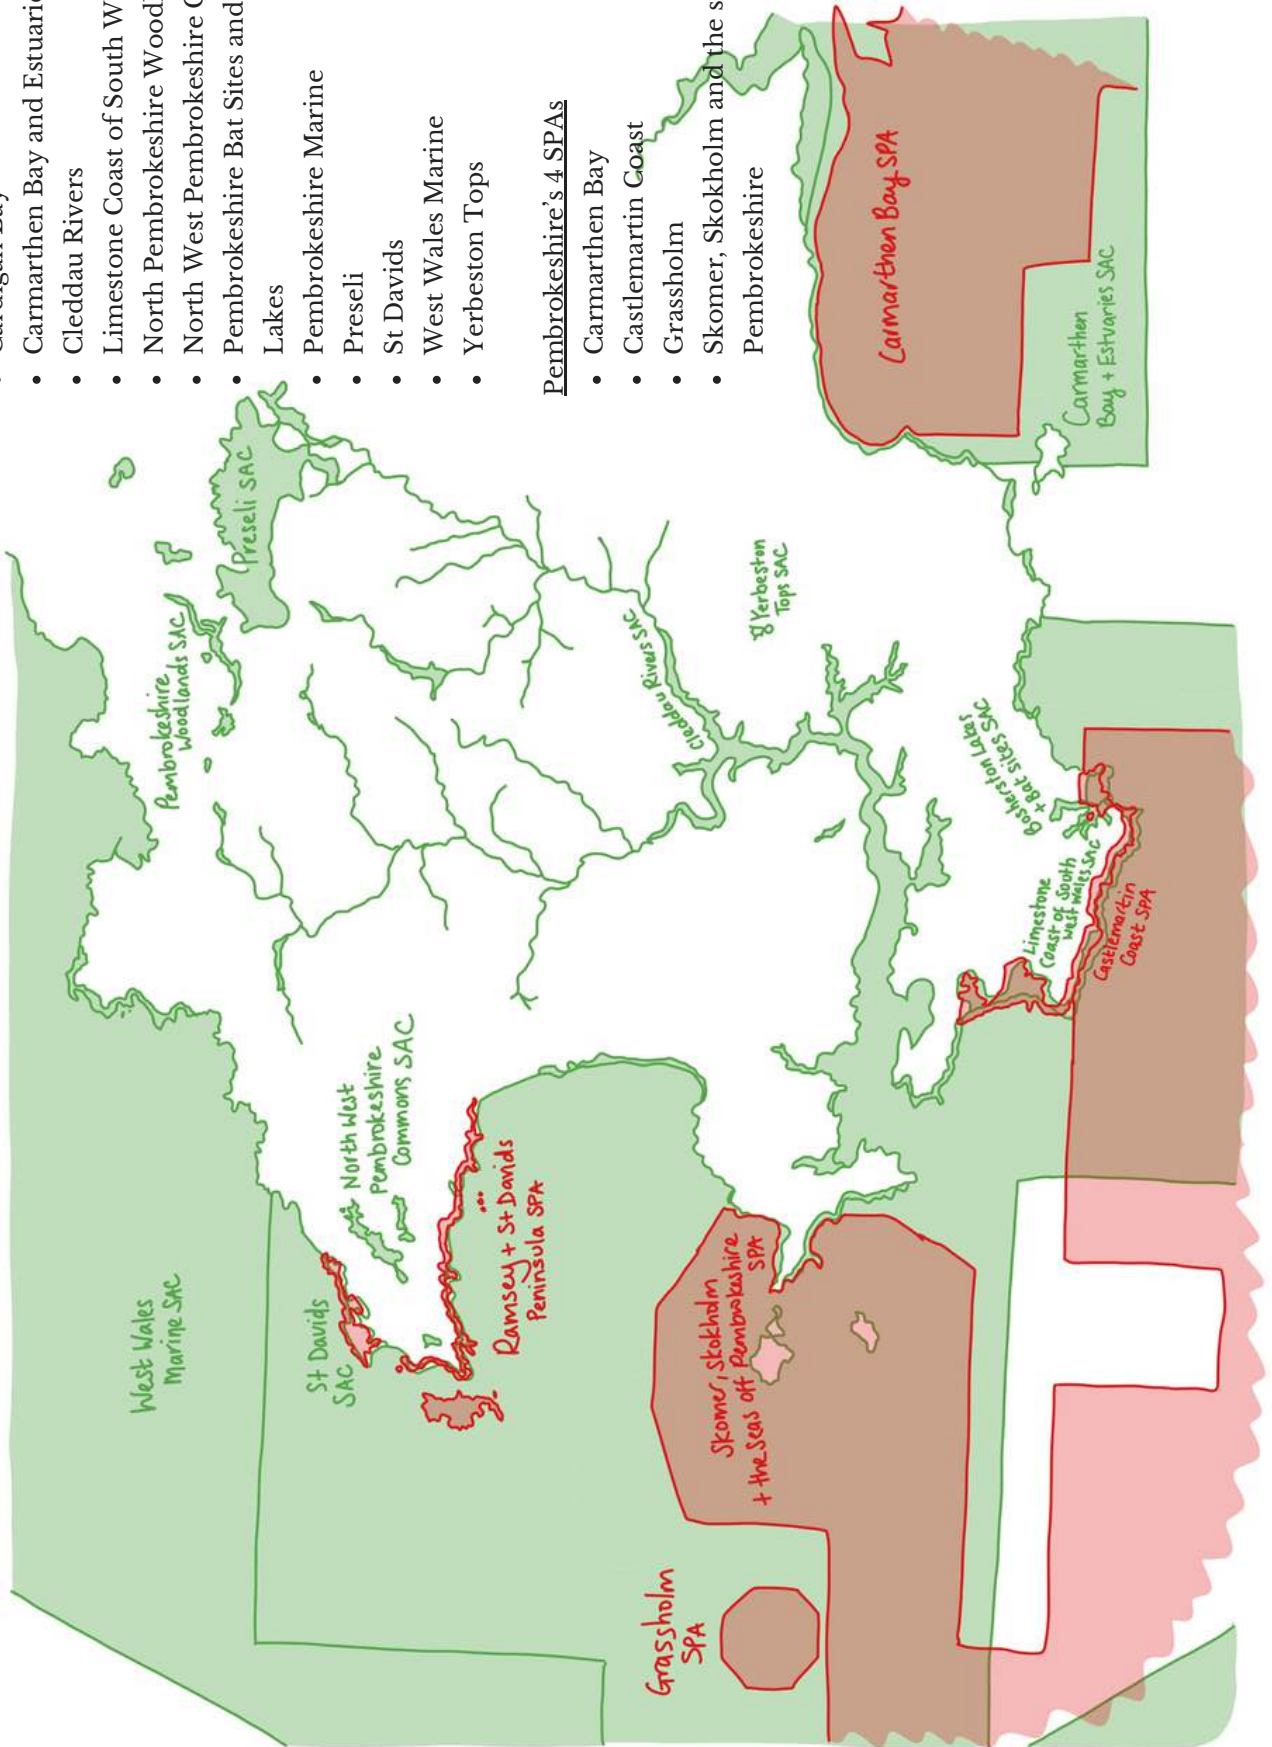 Carmarthen Bay and
Cleddau Rivers
Limestone Coast of South
North Pembrokeshire
North West Pembrokeshire
Pembrokeshire Bat Sites and
Lakes
Pembrokeshire Marine
Preseli
St Davids
West Wales Marine
Yerbeston Tops
Pembrokeshire's 4 SPAs
Carmarthen Bay
Castlemartin Coast
Grassholm
Skomer, Skokholm and the
Pembrokeshire
West Wales
Marine SAC
St Davids
SAC
North West
Pembrokeshire
Commons SAC
Pembrokeshire
Woodlands SAC
Preseli SAC
Ramsey + St Davids
Peninsula SPA
Cleddau Rivers SAC
Yerbeston
Tops SAC
Grassholm
SPA
Skomer, Skokholm
+ the Seas off Pembrokeshire
SPA
Bosherston Lakes
+ Bat sites SAC
Limestone
Coast of South
West Wales SAC
Castlemartin
Coast SPA
Carmarthen Bay SPA
Carmarthen
Bay + Estuaries SAC